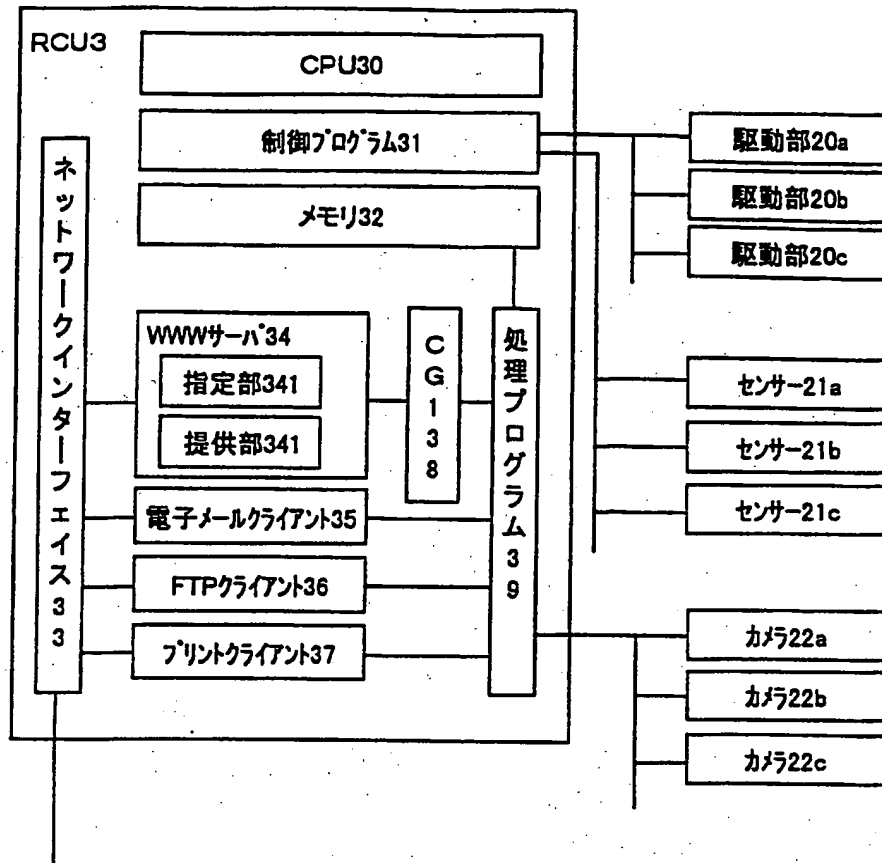 RCU3
CPU30
制御プログラム31
メモリ32
ネットワークインターフェイス33
WWWサーバ34
指定部341
提供部341
CG138
処理プログラム39
電子メールクライアント35
FTPクライアント36
プリントクライアント37
駆動部20a
駆動部20b
駆動部20c
センサー21a
センサー21b
センサー21c
カメラ22a
カメラ22b
カメラ22c